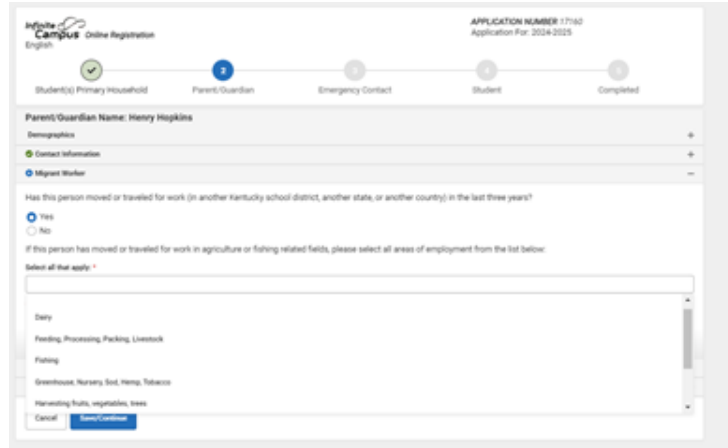 Infinite
Campus Online Registration
English
APPLICATION NUMBER 17160
Application For: 2024-2025
2
3
4
5
Student(s) Primary Household
Parent/Guardian
Emergency Contact
Student
Completed
Parent/Guardian Name: Henry Hopkins
Demographics
Contact Information
Migrant Worker
Has this person moved or traveled for work (in another Kentucky school district, another state, or another country) in the last three years?
Yes
No
If this person has moved or traveled for work in agriculture or fishing related fields, please select all areas of employment from the list below:
Select all that apply: *
Dairy
Feeding, Processing, Packing, Livestock
Fishing
Greenhouse, Nursery, Sod, Hemp, Tobacco
Harvesting fruits, vegetables, trees
Cancel
Save/Continue